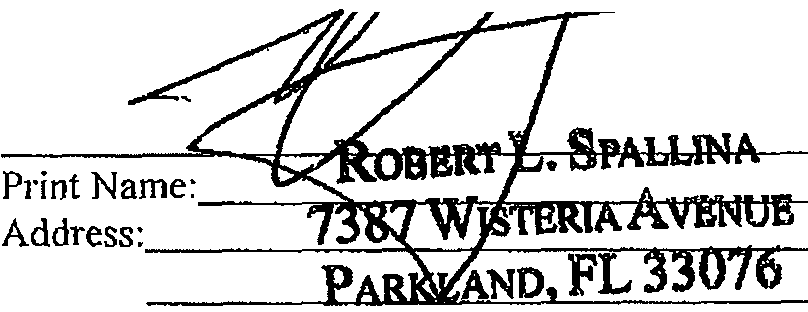 Print Name: ROBERT L. SPALLINA
Address: 7387 WISTERIA AVENUE
PARKLAND, FL 33076